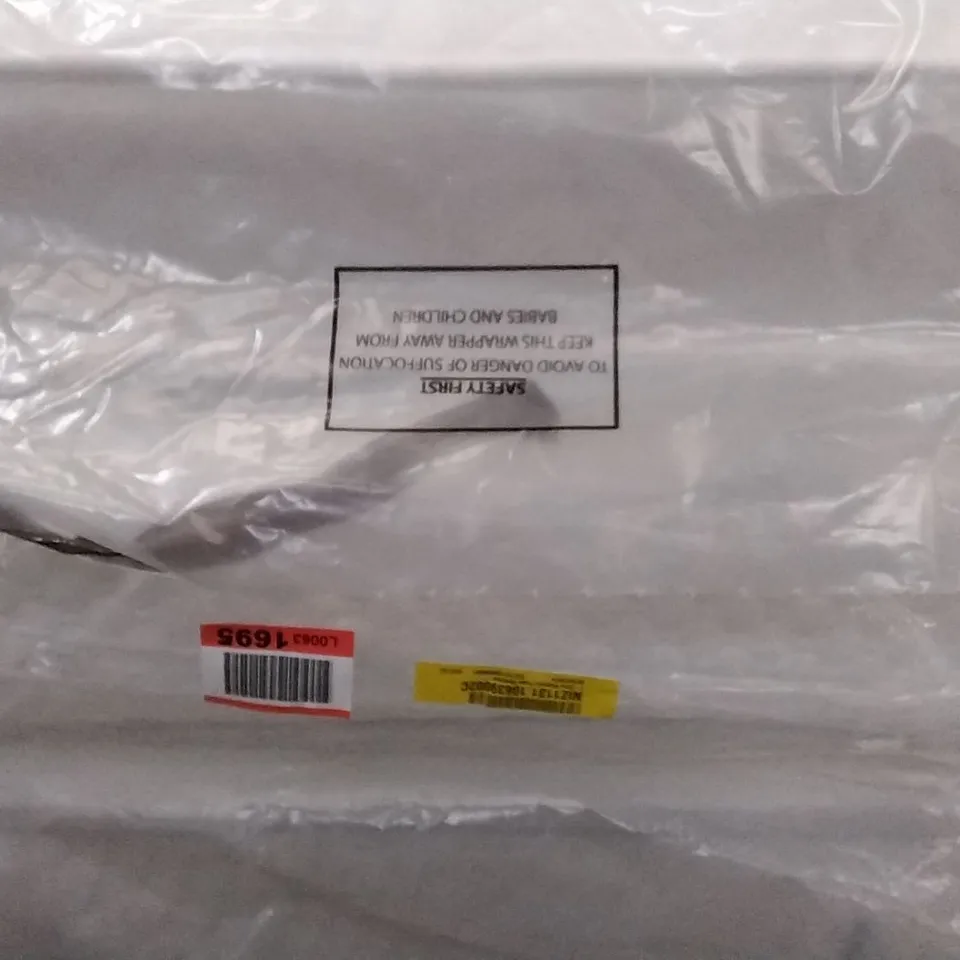 SAFETY FIRST
TO AVOID DANGER OF SUFFOCATION
KEEP THIS WRAPPER AWAY FROM
BABIES AND CHILDREN
L0063 1695